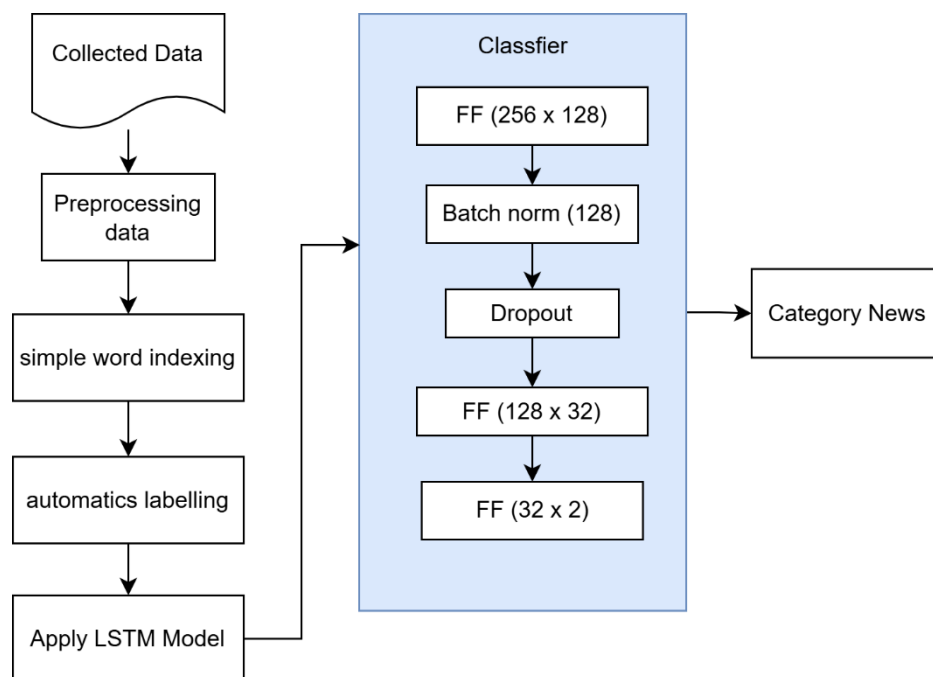 Collected Data
Preprocessing
data
simple word indexing
automatics labelling
Apply LSTM Model
Classfier
FF (256 x 128)
Batch norm (128)
Dropout
FF (128 x 32)
FF (32 x 2)
Category News